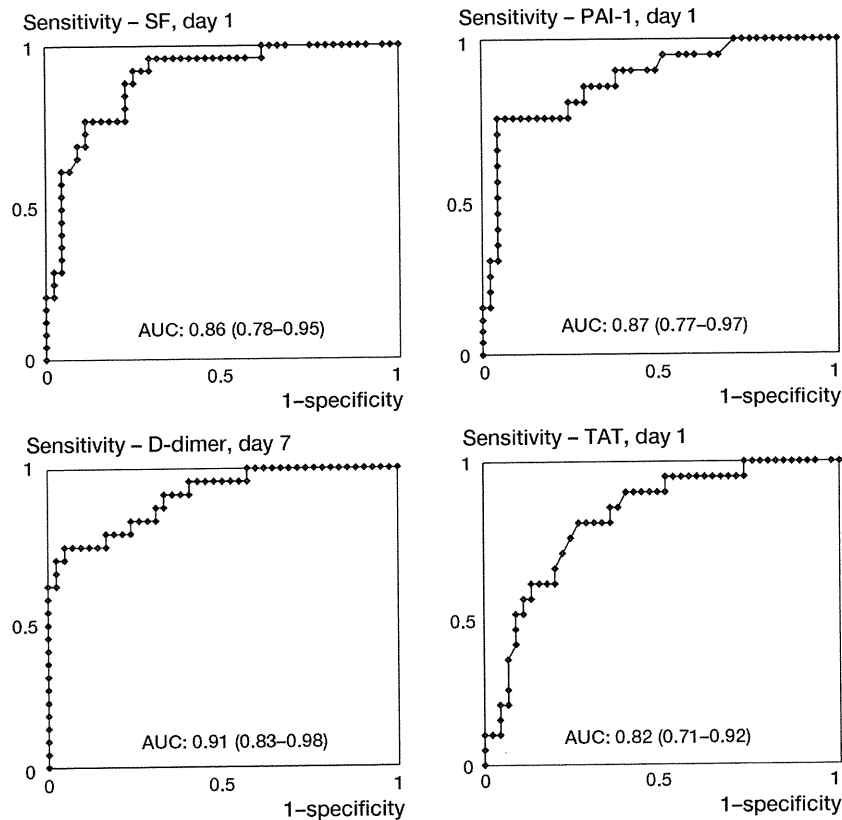 Sensitivity – SF, day 1
1
0.5
0
AUC: 0.86 (0.78–0.95)
0
0.5
1
1–specificity
Sensitivity – PAI-1, day 1
1
0.5
0
AUC: 0.87 (0.77–0.97)
0
0.5
1
1–specificity
Sensitivity – D-dimer, day 7
1
0.5
0
AUC: 0.91 (0.83–0.98)
0
0.5
1
1–specificity
Sensitivity – TAT, day 1
1
0.5
0
AUC: 0.82 (0.71–0.92)
0
0.5
1
1–specificity